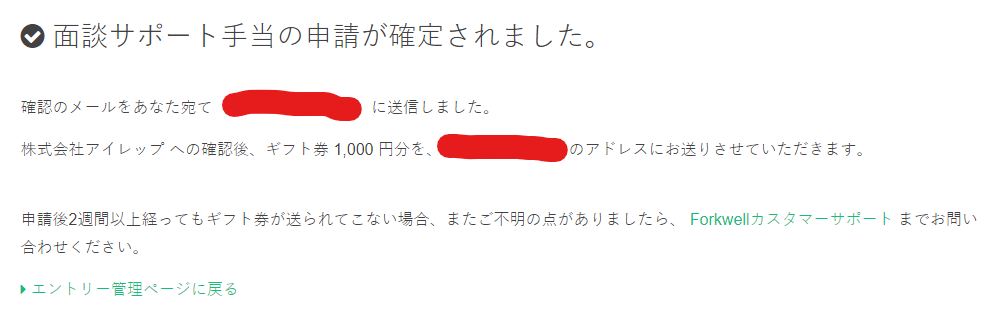 面談サポート手当の申請が確定されました。
確認のメールをあなた宛て に送信しました。
株式会社アイレップ への確認後、ギフト券 1,000 円分を、 のアドレスにお送りさせていただきます。
申請後2週間以上経ってもギフト券が送られてこない場合、またご不明の点がありましたら、 Forkwellカスタマーサポート までお問い
合わせください。
エントリー管理ページに戻る